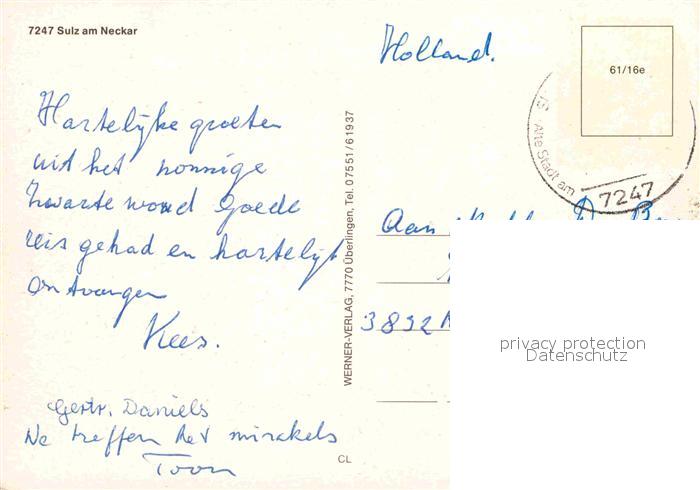 7247 Sulz am Neckar
Hartelijke groeten
uit het zonnige
Zwarte woud Goede
reis gehad en hartelijk
ontvangen
Kees.
Gertr. Daniels
We treffen het mirakels
Toon
CL
WERNER-VERLAG, 7770 Überlingen, Tel. 07551/61937
Holland.
61/16e
Alte Stadt am
7247
Aan
3832
privacy protection
Datenschutz